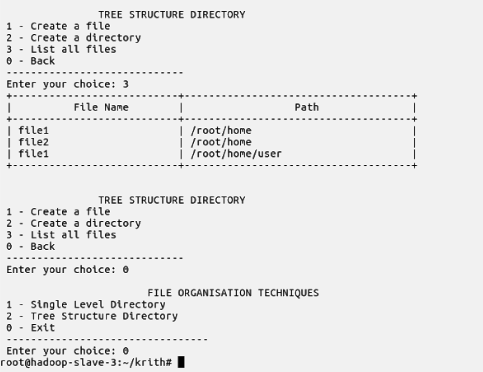 TREE STRUCTURE DIRECTORY
1 - Create a file
2 - Create a directory
3 - List all files
0 - Back
-----------------------------
Enter your choice: 3
+---------------------------+-------------------------------------+
| File Name | Path |
+---------------------------+-------------------------------------+
| file1 | /root/home |
| file2 | /root/home |
| file1 | /root/home/user |
+---------------------------+-------------------------------------+
TREE STRUCTURE DIRECTORY
1 - Create a file
2 - Create a directory
3 - List all files
0 - Back
-----------------------------
Enter your choice: 0
FILE ORGANISATION TECHNIQUES
1 - Single Level Directory
2 - Tree Structure Directory
0 - Exit
---------------------------------
Enter your choice: 0
root@hadoop-slave-3:~/krith#